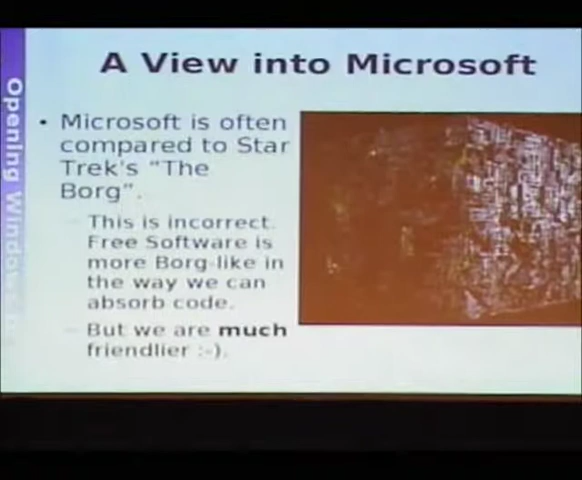 A View into Microsoft
Opening Windows
• Microsoft is often
compared to Star
Trek's "The
Borg".
– This is incorrect.
Free Software is
more Borg-like in
the way we can
absorb code.
– But we are much
friendlier :-).